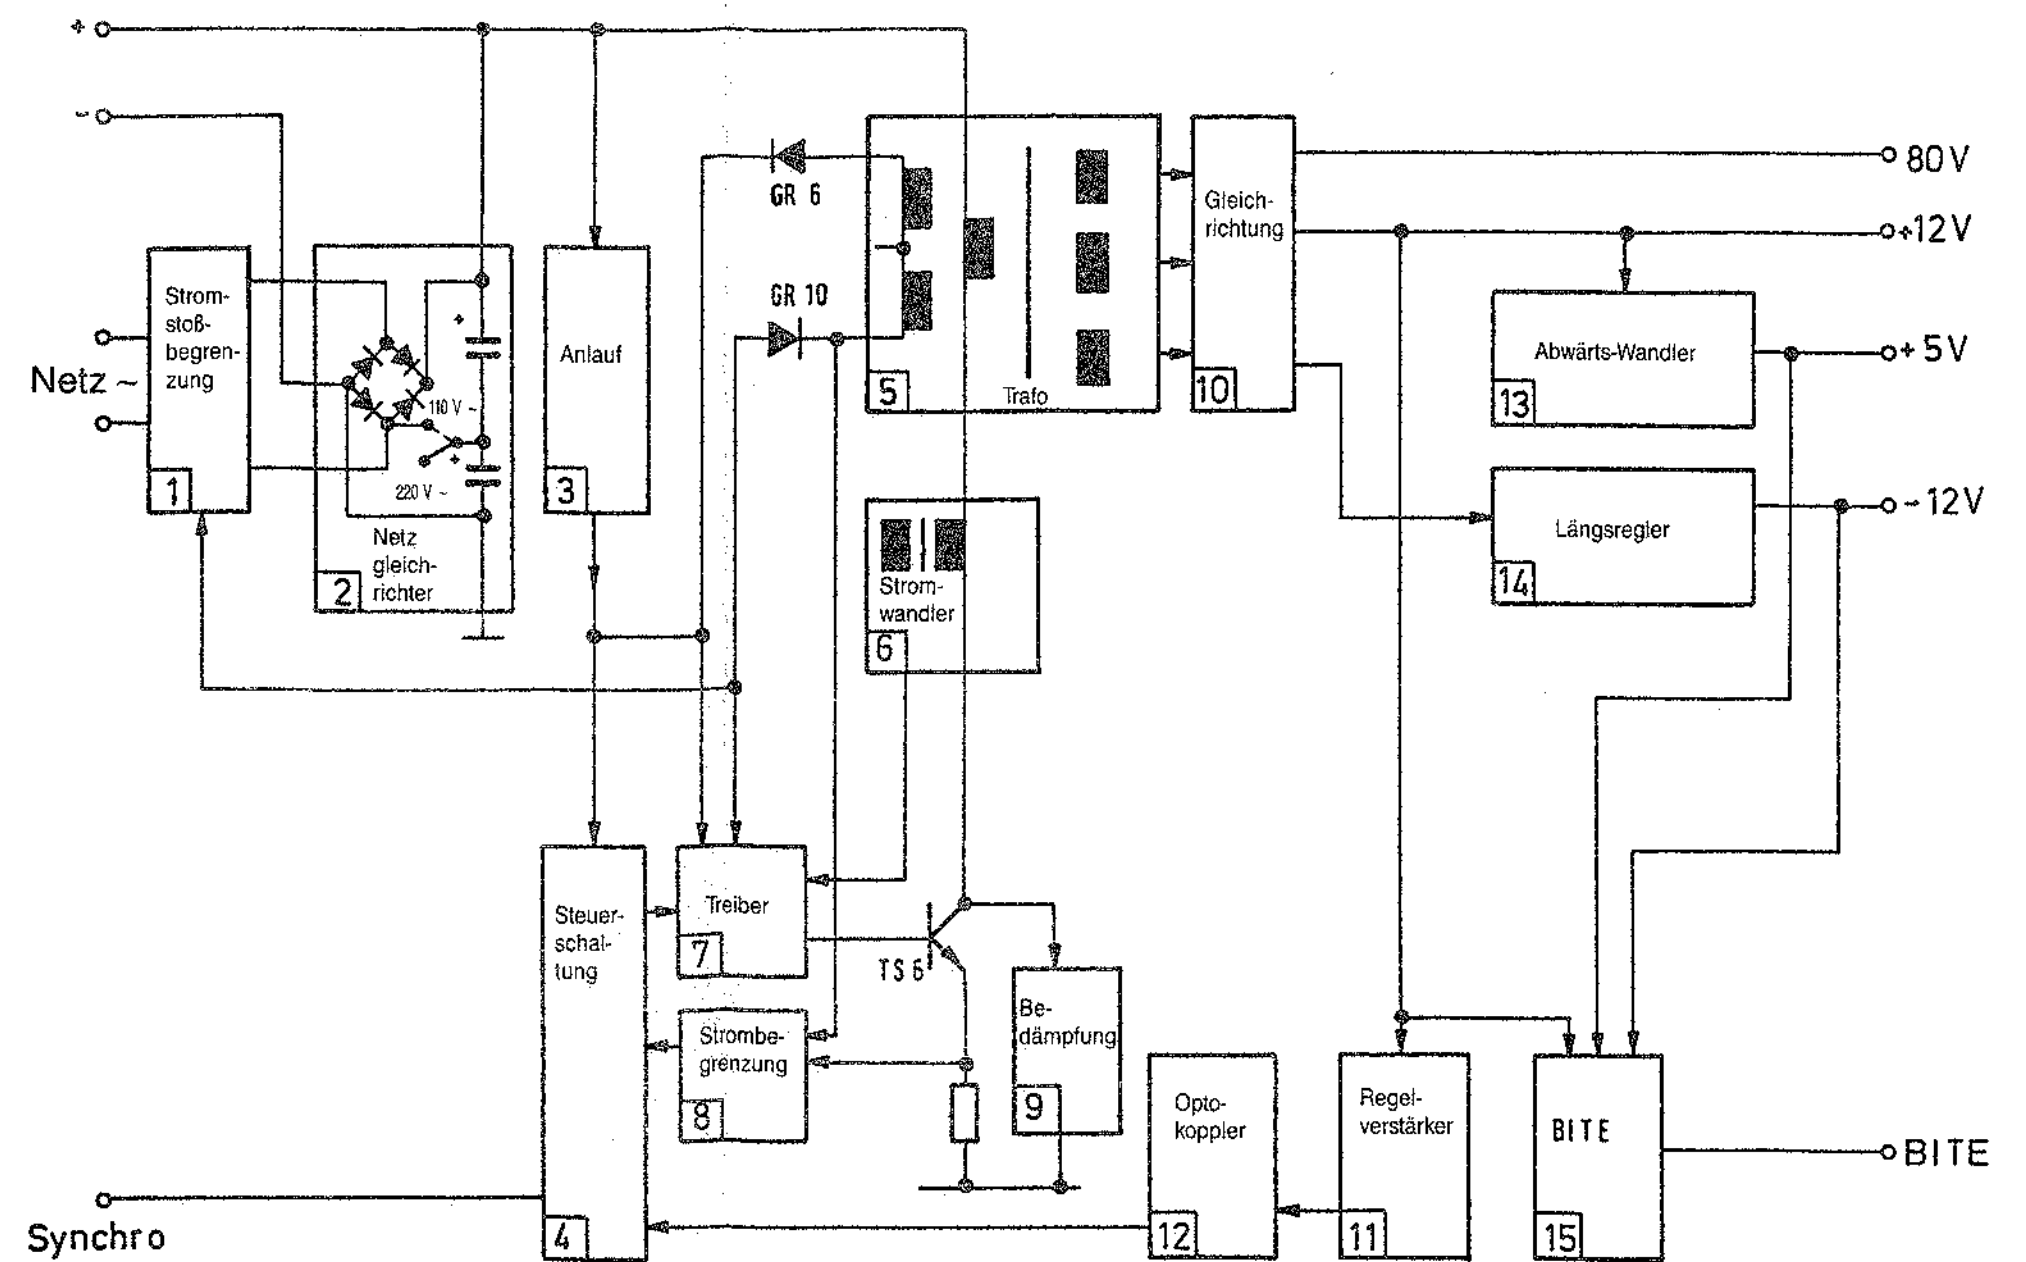 +
-
GR 6
80 V
Gleich-
richtung
+12V
Strom-
stoß-
begren-
zung
GR 10
+
Anlauf
Abwärts-Wandler
+ 5V
Netz ~
110 V ~
5
Trafo
10
13
1
220 V ~
+
3
- 12V
Netz
gleich-
richter
2
Längsregler
14
Strom-
wandler
6
Steuer-
schal-
tung
Treiber
7
TS 6
Be-
dämpfung
9
Strombe-
grenzung
8
Opto-
koppler
12
Regel-
verstärker
11
BITE
15
BITE
Synchro
4